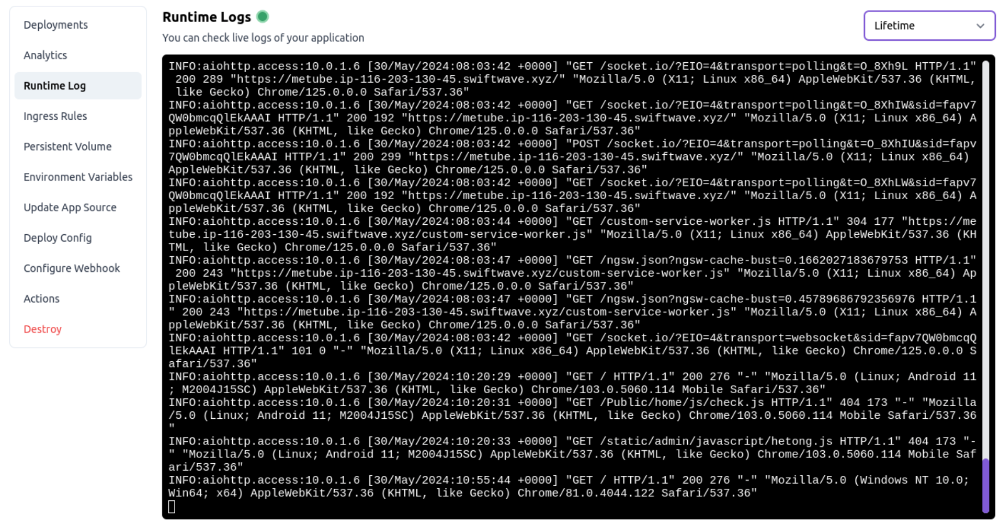 Deployments
Analytics
Runtime Log
Ingress Rules
Persistent Volume
Environment Variables
Update App Source
Deploy Config
Configure Webhook
Actions
Destroy
Runtime Logs
You can check live logs of your application
Lifetime
INFO:aiohttp.access:10.0.1.6 [30/May/2024:08:03:42 +0000] "GET /socket.io/?EIO=4&transport=polling&t=O_8Xh9L HTTP/1.1"
200 289 "https://metube.ip-116-203-130-45.swiftwave.xyz/" "Mozilla/5.0 (X11; Linux x86_64) AppleWebKit/537.36 (KHTML,
like Gecko) Chrome/125.0.0.0 Safari/537.36"
INFO:aiohttp.access:10.0.1.6 [30/May/2024:08:03:42 +0000] "GET /socket.io/?EIO=4&transport=polling&t=O_8XhIW&sid=fapv7
QW0bmcqQlEkAAAI HTTP/1.1" 200 192 "https://metube.ip-116-203-130-45.swiftwave.xyz/" "Mozilla/5.0 (X11; Linux x86_64) A
ppleWebKit/537.36 (KHTML, like Gecko) Chrome/125.0.0.0 Safari/537.36"
INFO:aiohttp.access:10.0.1.6 [30/May/2024:08:03:42 +0000] "POST /socket.io/?EIO=4&transport=polling&t=O_8XhIU&sid=fapv
7QW0bmcqQlEkAAAI HTTP/1.1" 200 299 "https://metube.ip-116-203-130-45.swiftwave.xyz/" "Mozilla/5.0 (X11; Linux x86_64)
AppleWebKit/537.36 (KHTML, like Gecko) Chrome/125.0.0.0 Safari/537.36"
INFO:aiohttp.access:10.0.1.6 [30/May/2024:08:03:42 +0000] "GET /socket.io/?EIO=4&transport=polling&t=O_8XhLW&sid=fapv7
QW0bmcqQlEkAAAI HTTP/1.1" 200 192 "https://metube.ip-116-203-130-45.swiftwave.xyz/" "Mozilla/5.0 (X11; Linux x86_64) A
ppleWebKit/537.36 (KHTML, like Gecko) Chrome/125.0.0.0 Safari/537.36"
INFO:aiohttp.access:10.0.1.6 [30/May/2024:08:03:44 +0000] "GET /custom-service-worker.js HTTP/1.1" 304 177 "https://me
tube.ip-116-203-130-45.swiftwave.xyz/custom-service-worker.js" "Mozilla/5.0 (X11; Linux x86_64) AppleWebKit/537.36 (KH
TML, like Gecko) Chrome/125.0.0.0 Safari/537.36"
INFO:aiohttp.access:10.0.1.6 [30/May/2024:08:03:47 +0000] "GET /ngsw.json?ngsw-cache-bust=0.1662027183679753 HTTP/1.1"
200 243 "https://metube.ip-116-203-130-45.swiftwave.xyz/custom-service-worker.js" "Mozilla/5.0 (X11; Linux x86_64) Ap
pleWebKit/537.36 (KHTML, like Gecko) Chrome/125.0.0.0 Safari/537.36"
INFO:aiohttp.access:10.0.1.6 [30/May/2024:08:03:47 +0000] "GET /ngsw.json?ngsw-cache-bust=0.45789686792356976 HTTP/1.1
" 200 243 "https://metube.ip-116-203-130-45.swiftwave.xyz/custom-service-worker.js" "Mozilla/5.0 (X11; Linux x86_64) A
ppleWebKit/537.36 (KHTML, like Gecko) Chrome/125.0.0.0 Safari/537.36"
INFO:aiohttp.access:10.0.1.6 [30/May/2024:08:03:42 +0000] "GET /socket.io/?EIO=4&transport=websocket&sid=fapv7QW0bmcqQ
lEkAAAI HTTP/1.1" 101 0 "-" "Mozilla/5.0 (X11; Linux x86_64) AppleWebKit/537.36 (KHTML, like Gecko) Chrome/125.0.0.0 S
afari/537.36"
INFO:aiohttp.access:10.0.1.6 [30/May/2024:10:20:29 +0000] "GET / HTTP/1.1" 200 276 "-" "Mozilla/5.0 (Linux; Android 11
; M2004J15SC) AppleWebKit/537.36 (KHTML, like Gecko) Chrome/103.0.5060.114 Mobile Safari/537.36"
INFO:aiohttp.access:10.0.1.6 [30/May/2024:10:20:31 +0000] "GET /Public/home/js/check.js HTTP/1.1" 404 173 "-" "Mozilla
/5.0 (Linux; Android 11; M2004J15SC) AppleWebKit/537.36 (KHTML, like Gecko) Chrome/103.0.5060.114 Mobile Safari/537.36
"
INFO:aiohttp.access:10.0.1.6 [30/May/2024:10:20:33 +0000] "GET /static/admin/javascript/hetong.js HTTP/1.1" 404 173 "-
" "Mozilla/5.0 (Linux; Android 11; M2004J15SC) AppleWebKit/537.36 (KHTML, like Gecko) Chrome/103.0.5060.114 Mobile Saf
ari/537.36"
INFO:aiohttp.access:10.0.1.6 [30/May/2024:10:55:44 +0000] "GET / HTTP/1.1" 200 276 "-" "Mozilla/5.0 (Windows NT 10.0;
Win64; x64) AppleWebKit/537.36 (KHTML, like Gecko) Chrome/81.0.4044.122 Safari/537.36"